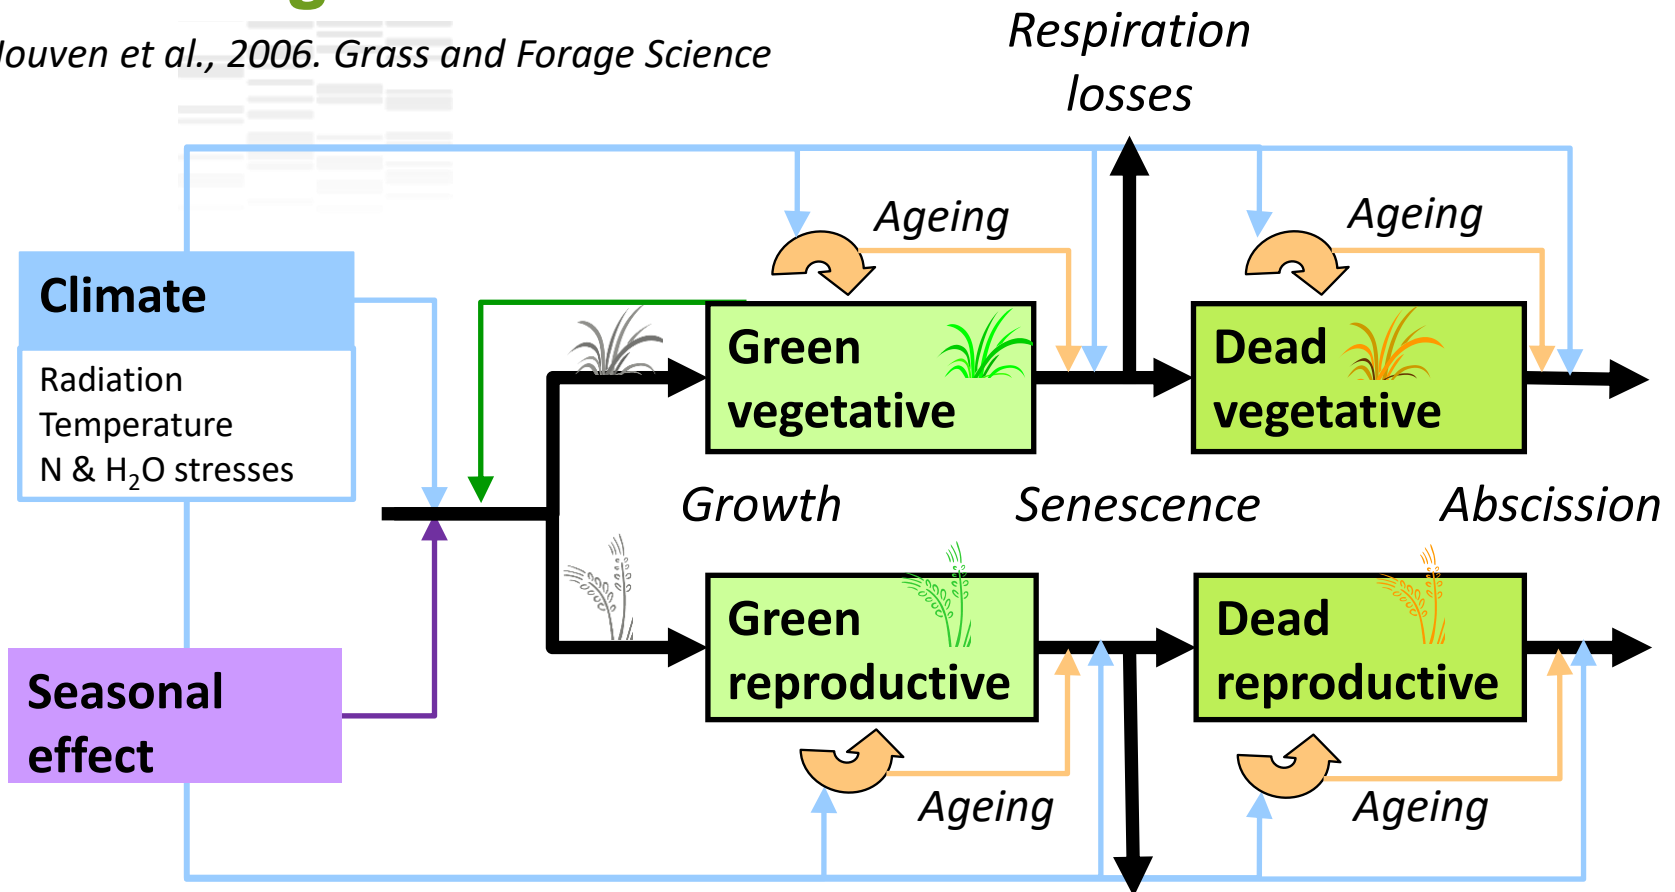 et al., 2006. Grass and Forage Science
Respiration
losses
Ageing
Ageing
Climate
Radiation
Temperature
N & H₂O stresses
Green
vegetative
Dead
vegetative
Growth
Senescence
Abscission
Seasonal
effect
Green
reproductive
Dead
reproductive
Ageing
Ageing